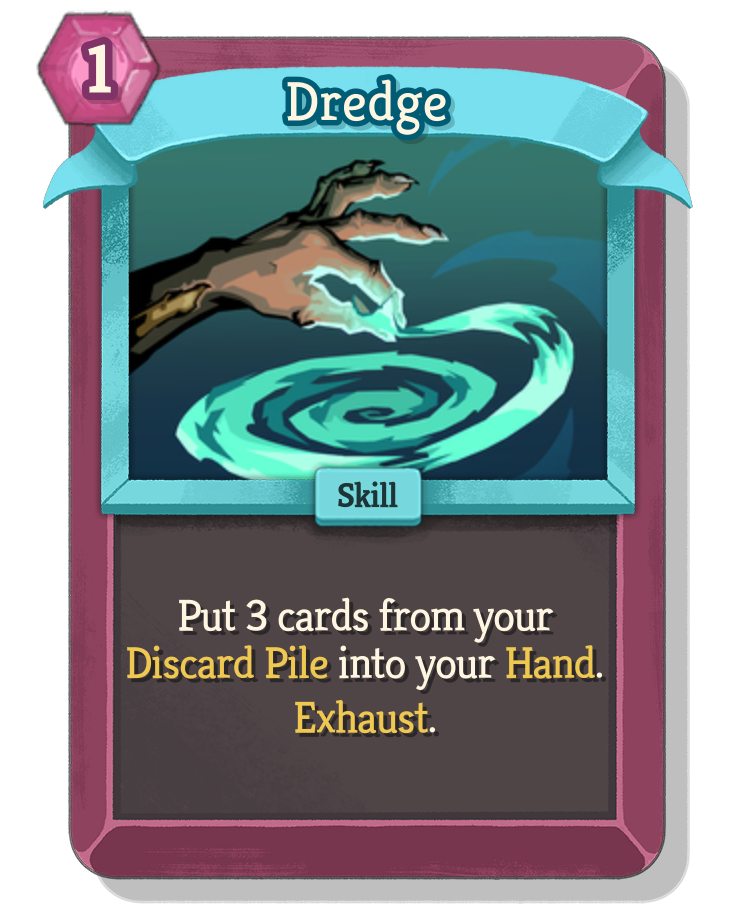 1
Dredge
Skill
Put 3 cards from your
Discard Pile into your Hand.
Exhaust.